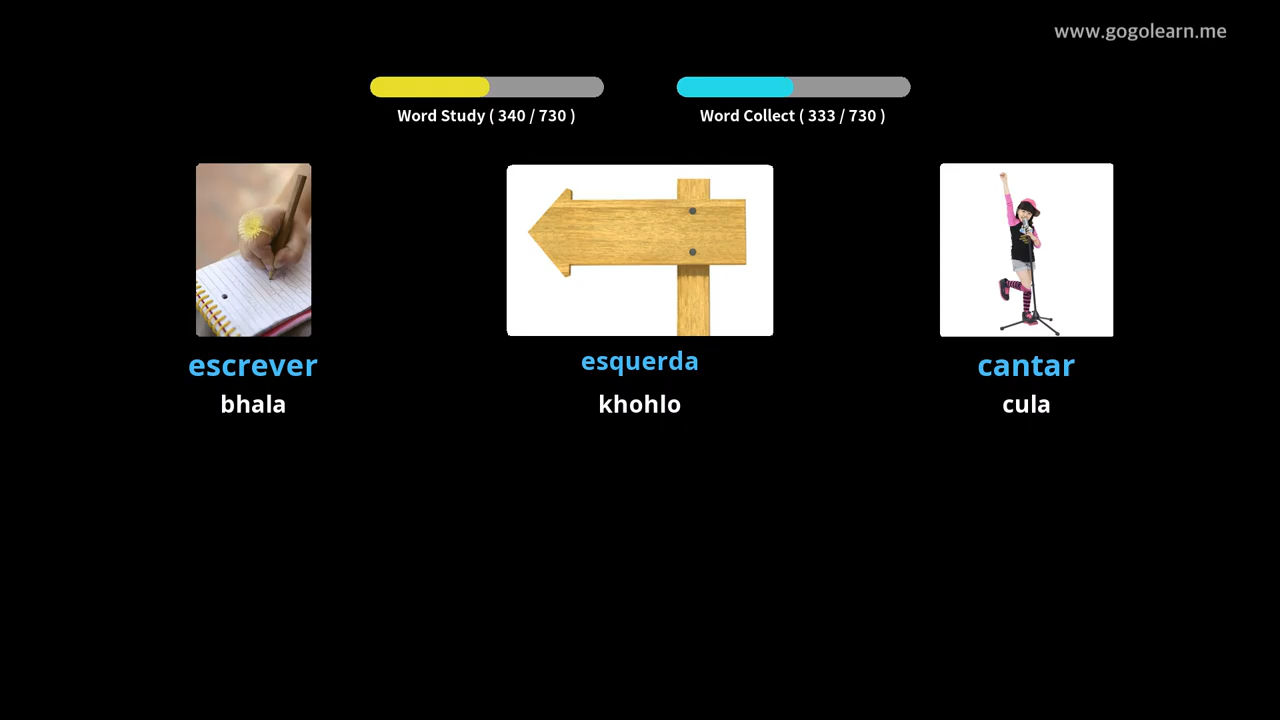 www.gogolearn.me
Word Study ( 340 / 730 )
Word Collect ( 333 / 730 )
escrever
esquerda
cantar
bhala
khohlo
cula